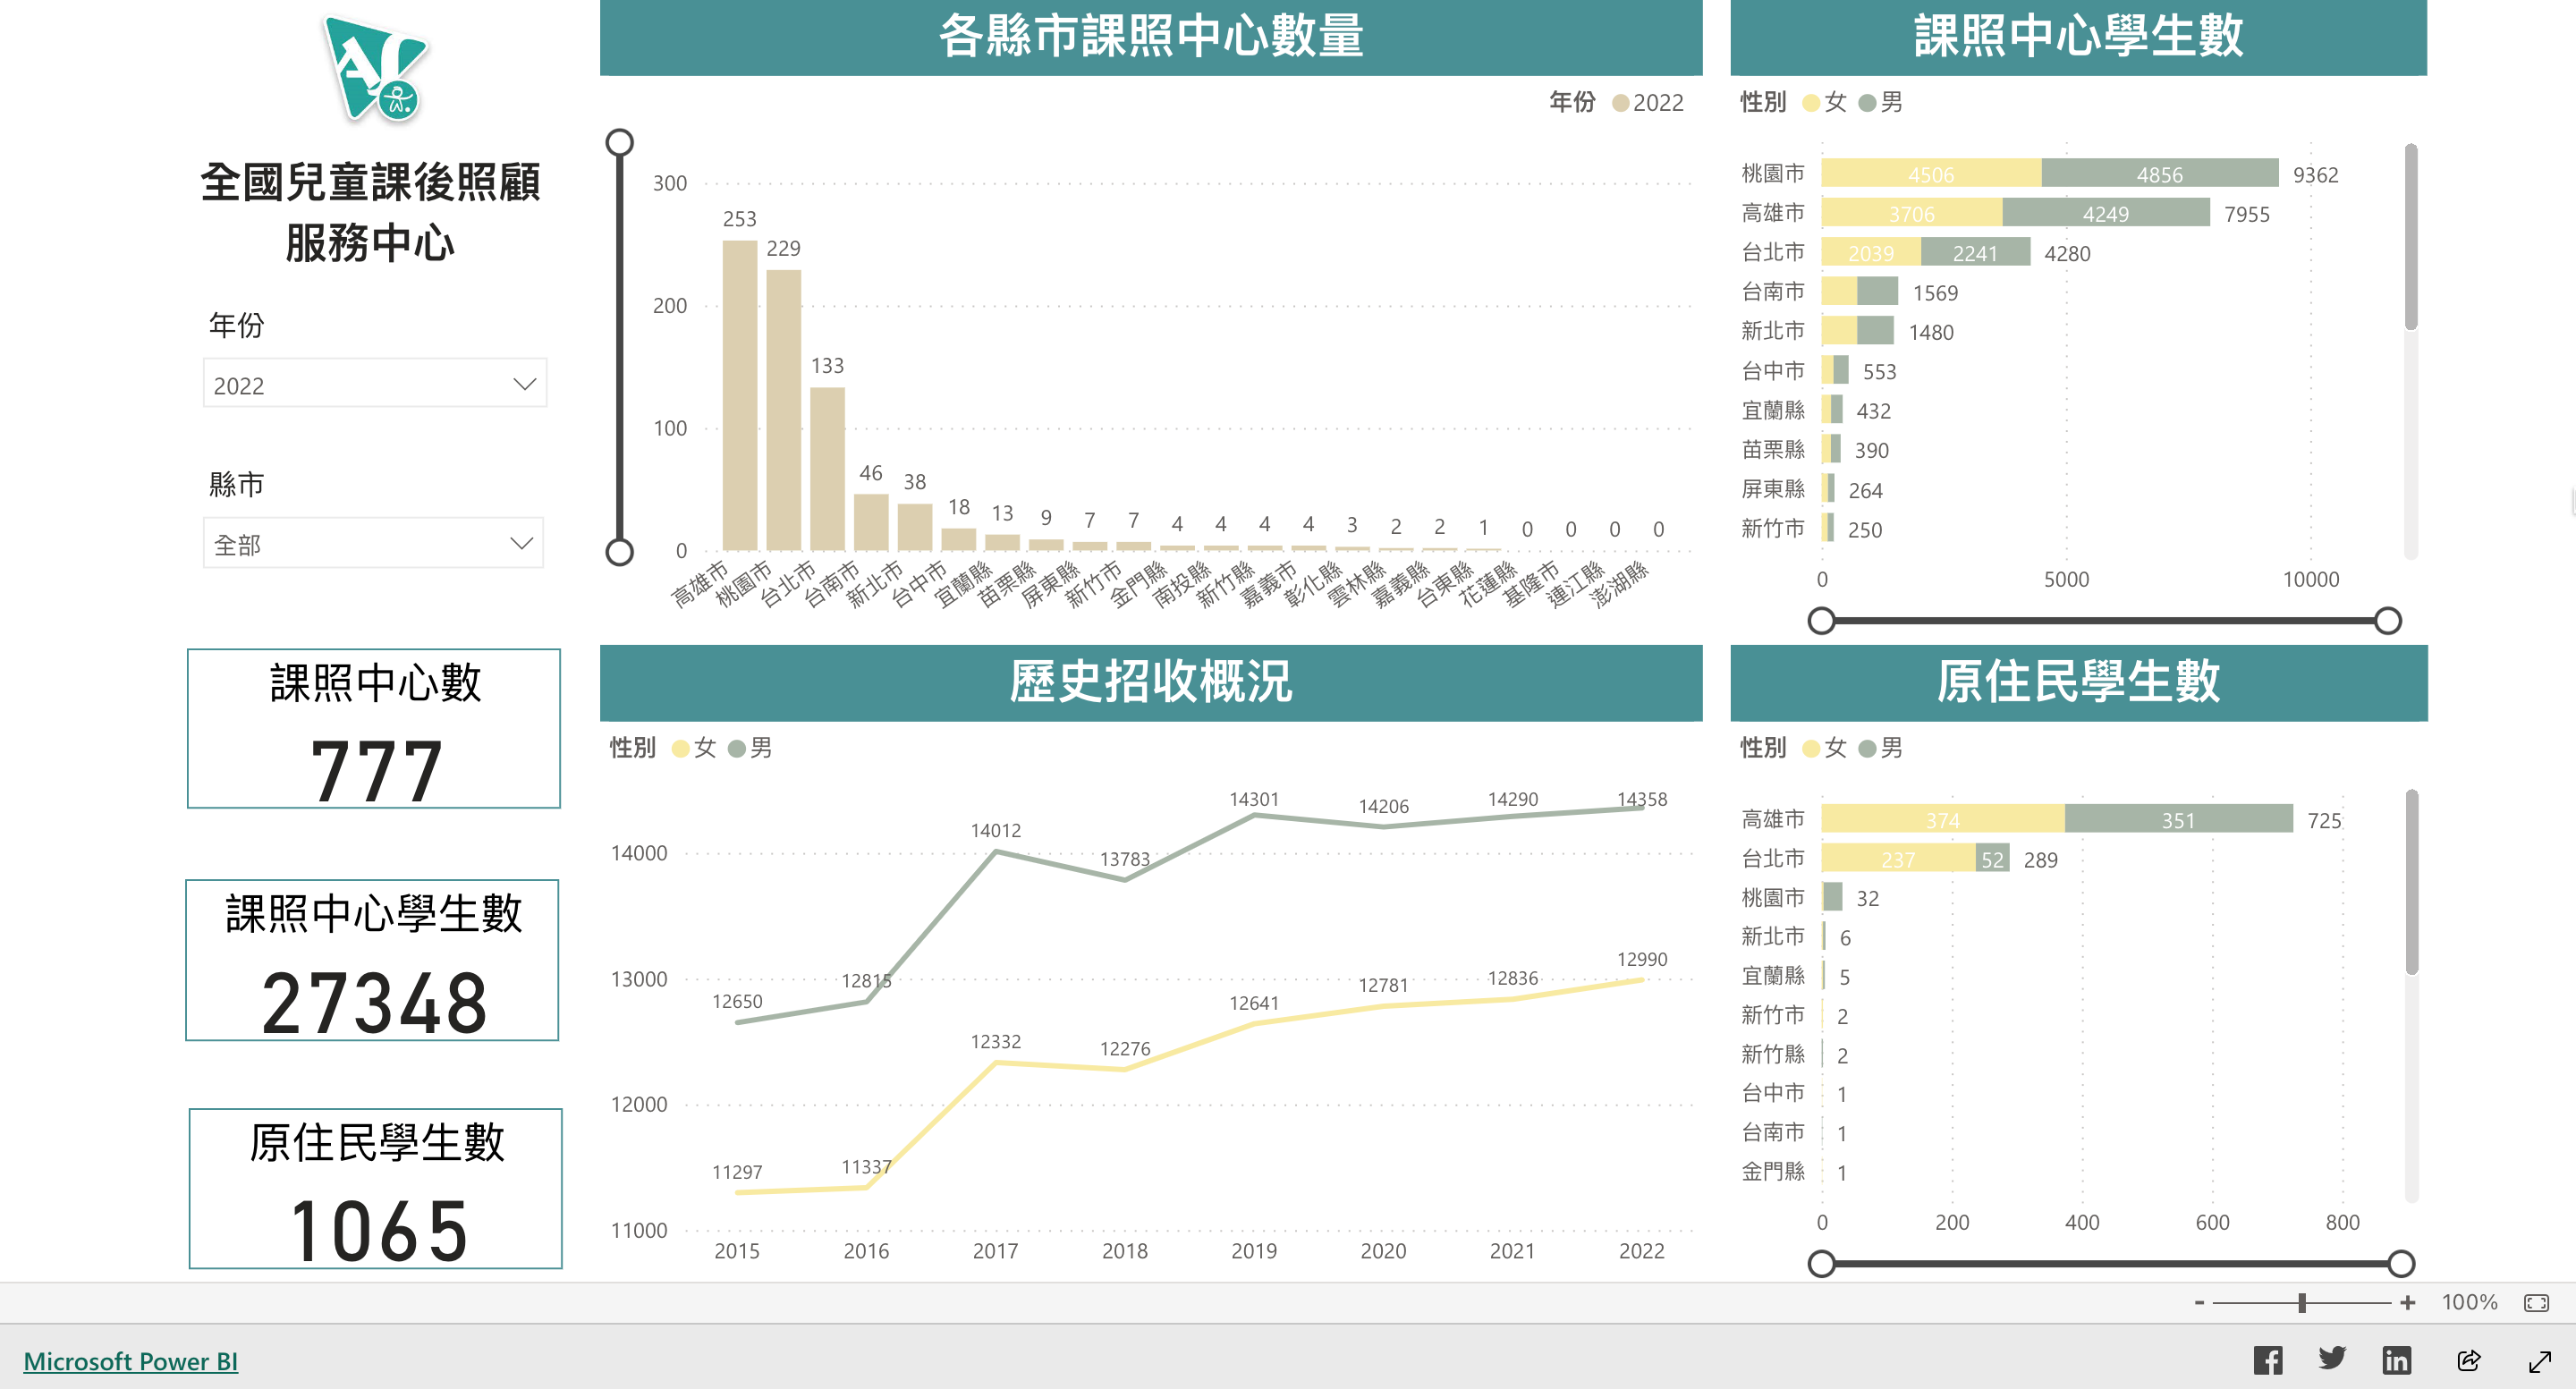 AS
全國兒童課後照顧
服務中心
年份
2022
縣市
全部
課照中心數
777
課照中心學生數
27348
原住民學生數
1065
各縣市課照中心數量
年份 2022
300
200
100
0
253
229
133
46
38
18
13
9
7
7
4
4
4
4
3
2
2
1
0
0
0
0
高雄市
桃園市
台北市
台南市
新北市
台中市
宜蘭縣
苗栗縣
屏東縣
新竹市
金門縣
南投縣
新竹縣
嘉義市
彰化縣
雲林縣
嘉義縣
台東縣
花蓮縣
基隆市
連江縣
澎湖縣
課照中心學生數
性別 女 男
桃園市 4506 4856 9362
高雄市 3706 4249 7955
台北市 2039 2241 4280
台南市 1569
新北市 1480
台中市 553
宜蘭縣 432
苗栗縣 390
屏東縣 264
新竹市 250
0 5000 10000
歷史招收概況
性別 女 男
14000
13000
12000
11000
12650
12815
14012
13783
14301
14206
14290
14358
11297
11337
12332
12276
12641
12781
12836
12990
2015 2016 2017 2018 2019 2020 2021 2022
原住民學生數
性別 女 男
高雄市 374 351 725
台北市 237 52 289
桃園市 32
新北市 6
宜蘭縣 5
新竹市 2
新竹縣 2
台中市 1
台南市 1
金門縣 1
0 200 400 600 800
- + 100%
Microsoft Power BI